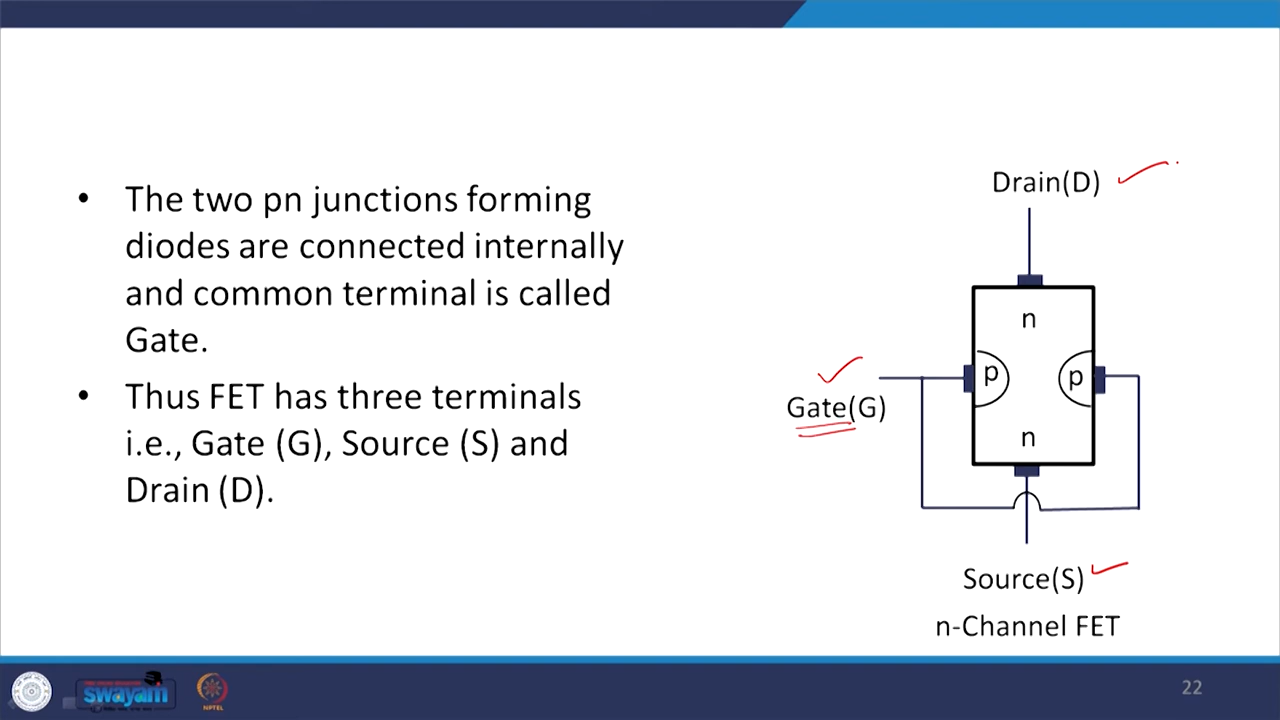 • The two pn junctions forming
diodes are connected internally
and common terminal is called
Gate.
• Thus FET has three terminals
i.e., Gate (G), Source (S) and
Drain (D).
Drain(D)
n
p
p
Gate(G)
n
Source(S)
n-Channel FET
swayam
NPTEL
22